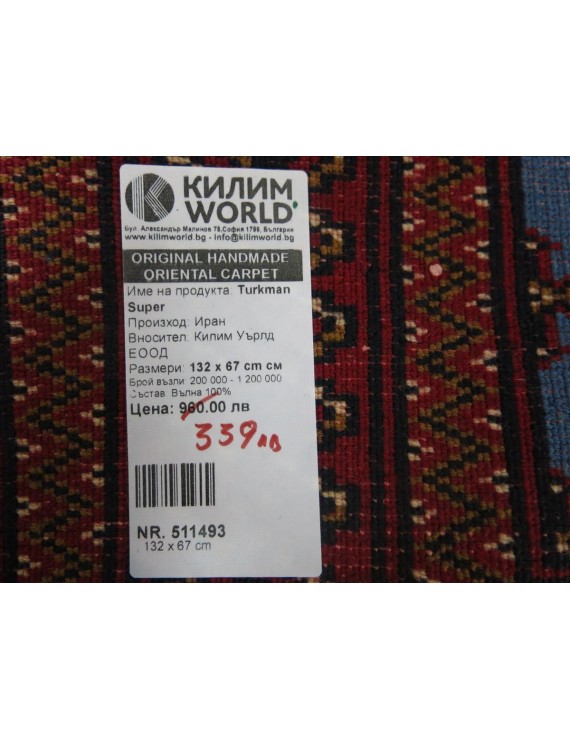 КИЛИМ
WORLD
Бул. Александър Малинов 78,София 1799, България
www.kilimworld.bg - info@kilimworld.bg
ORIGINAL HANDMADE
ORIENTAL CARPET
Име на продукта: Turkman
Super
Произход: Иран
Вносител: Килим Уърлд
ЕООД
Размери: 132 x 67 cm см
Брой възли: 200 000 - 1 200 000
Състав: Вълна 100%
Цена: 960.00 лв
339лв
NR. 511493
132 x 67 cm